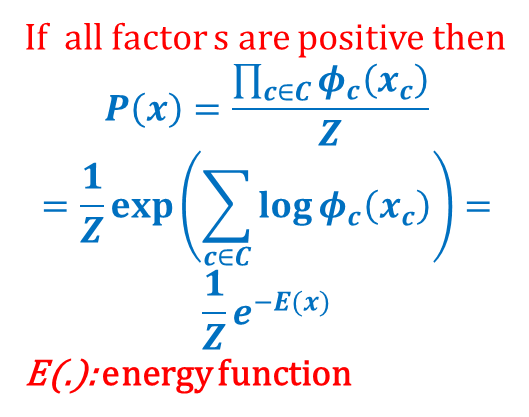 If all factor s are positive then
P(x) = ∏c∈C ϕc(xc) / Z
= 1/Z exp(∑c∈C log ϕc(xc)) =
1/Z e^−E(x)
E(.): energy function